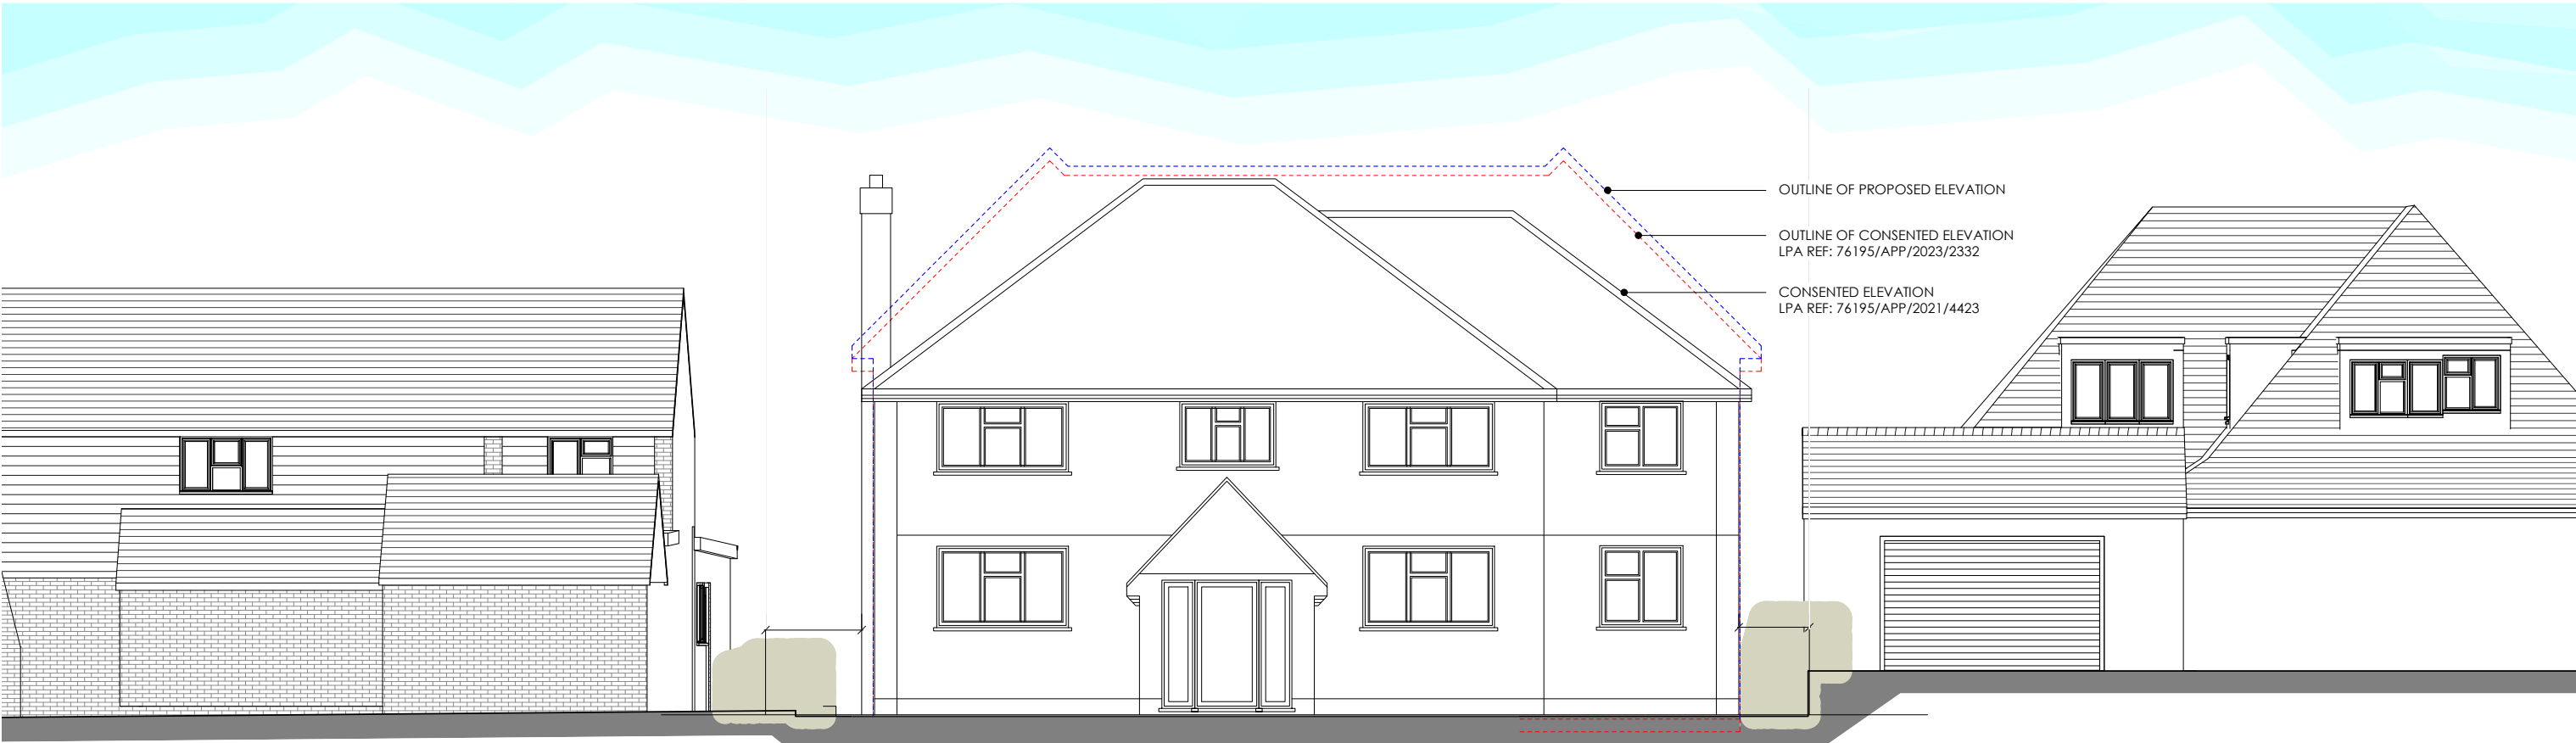 OUTLINE OF PROPOSED ELEVATION
OUTLINE OF CONSENTED ELEVATION
LPA REF: 76195/APP/2023/2332
CONSENTED ELEVATION
LPA REF: 76195/APP/2021/4423